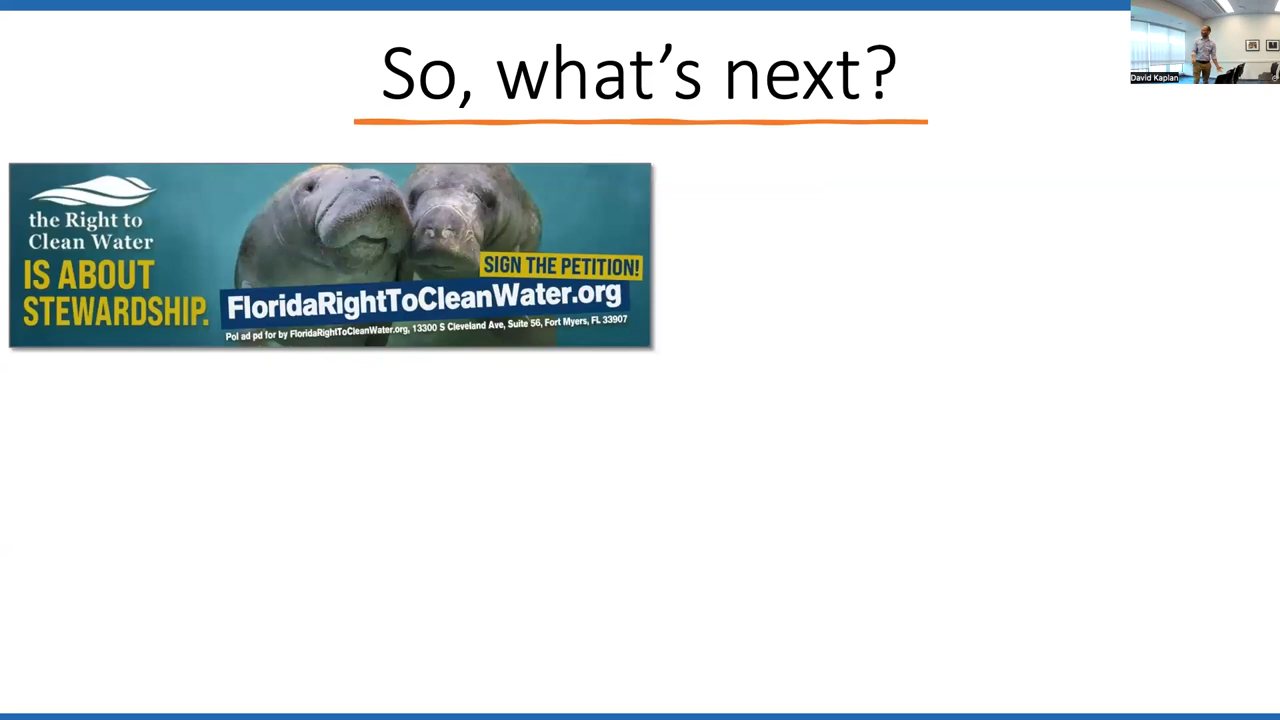 So, what's next?
David Kaplan
the Right to
Clean Water
IS ABOUT
STEWARDSHIP.
SIGN THE PETITION!
FloridaRightToCleanWater.org
Pol ad pd for by FloridaRightToCleanWater.org, 13300 S Cleveland Ave, Suite 56, Fort Myers, FL 33907